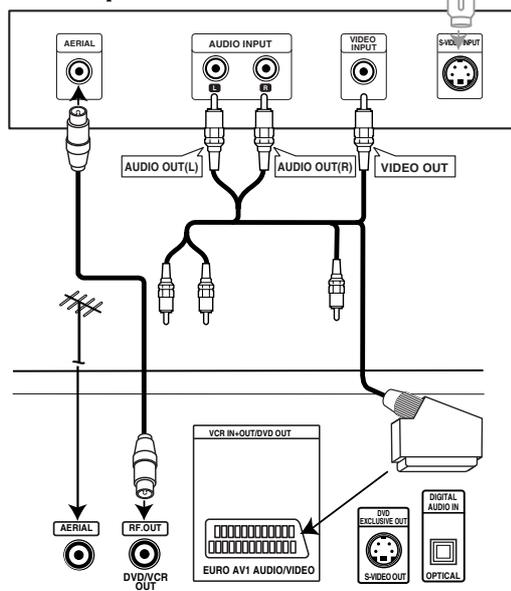 AERIAL
AUDIO INPUT
VIDEO
INPUT
S-VIDEO INPUT
L
R
AUDIO OUT(L)
AUDIO OUT(R)
VIDEO OUT
VCR IN+OUT/DVD OUT
AERIAL
RF.OUT
DVD/VCR
OUT
EURO AV1 AUDIO/VIDEO
DVD
EXCLUSIVE OUT
S-VIDEO OUT
DIGITAL
AUDIO IN
OPTICAL